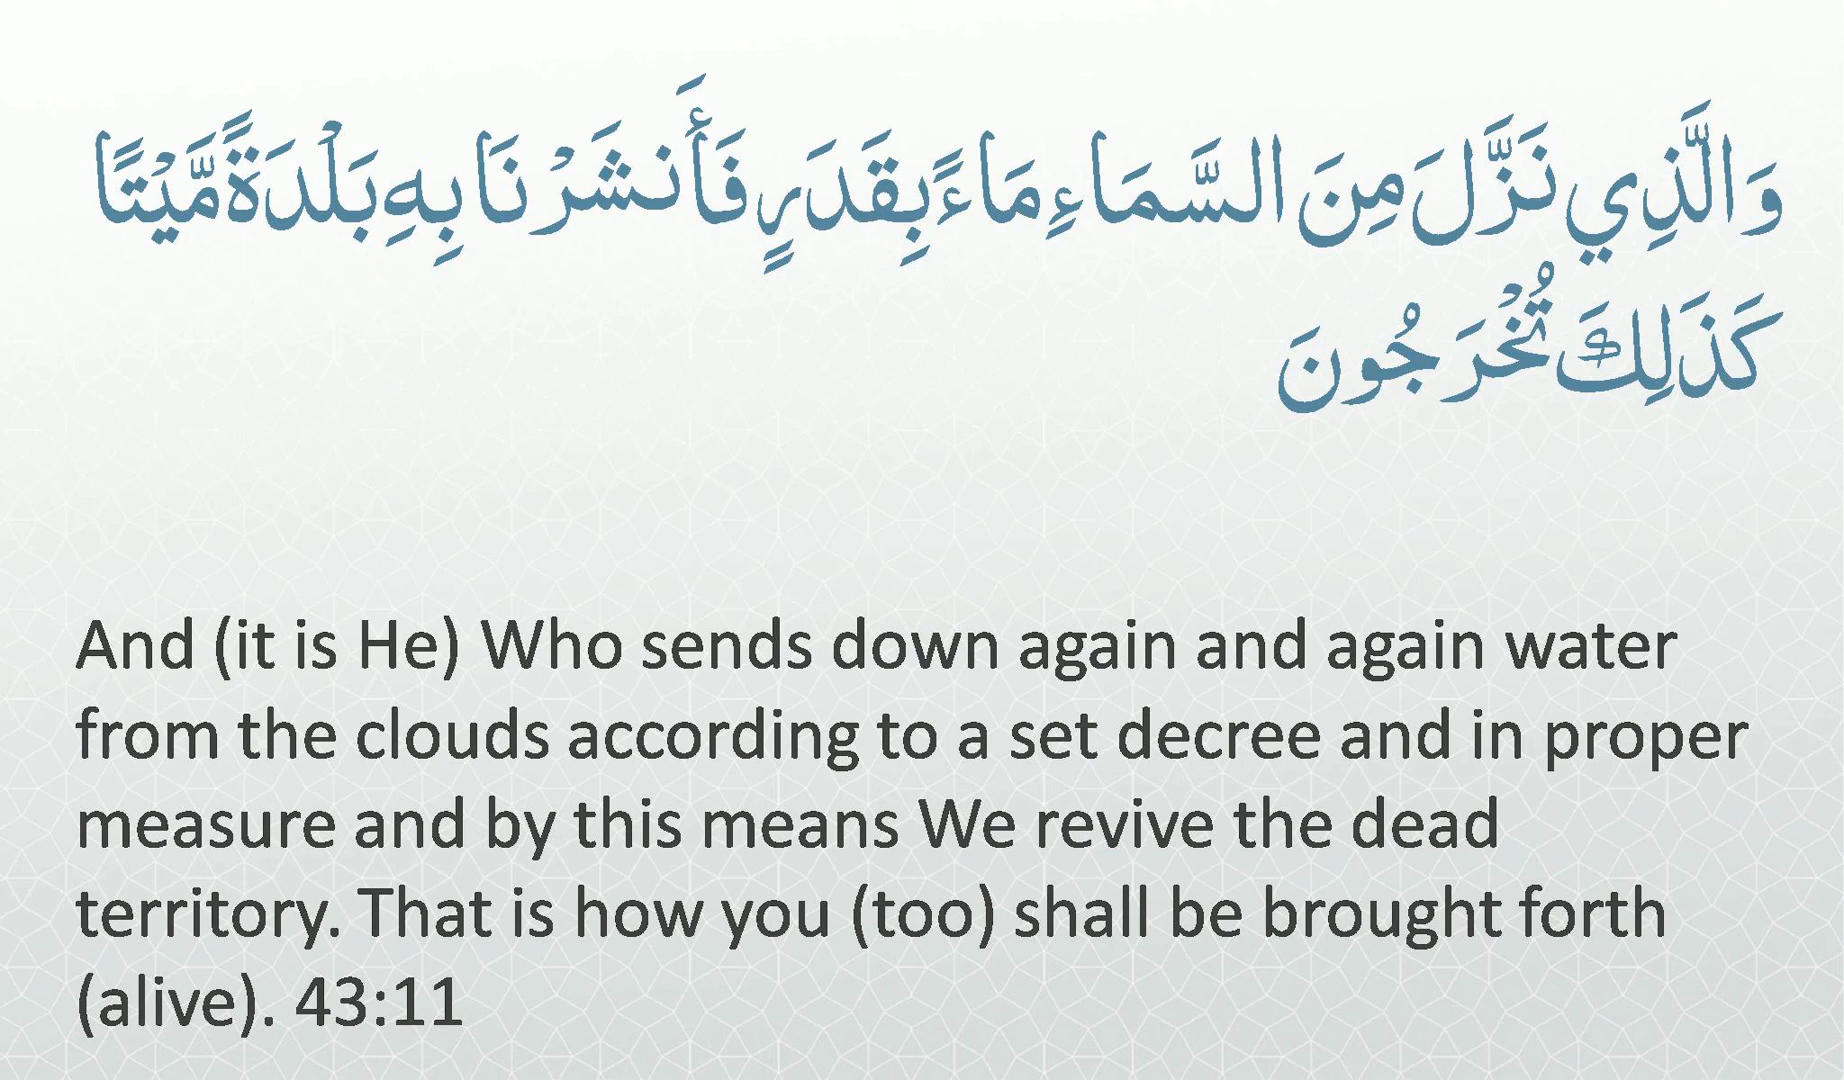 وَالَّذِي نَزَّلَ مِنَ السَّمَاءِ مَاءً بِقَدَرٍ فَأَنشَرْنَا بِهِ بَلْدَةً مَّيْتًا
كَذَلِكَ تُخْرَجُونَ
And (it is He) Who sends down again and again water
from the clouds according to a set decree and in proper
measure and by this means We revive the dead
territory. That is how you (too) shall be brought forth
(alive). 43:11